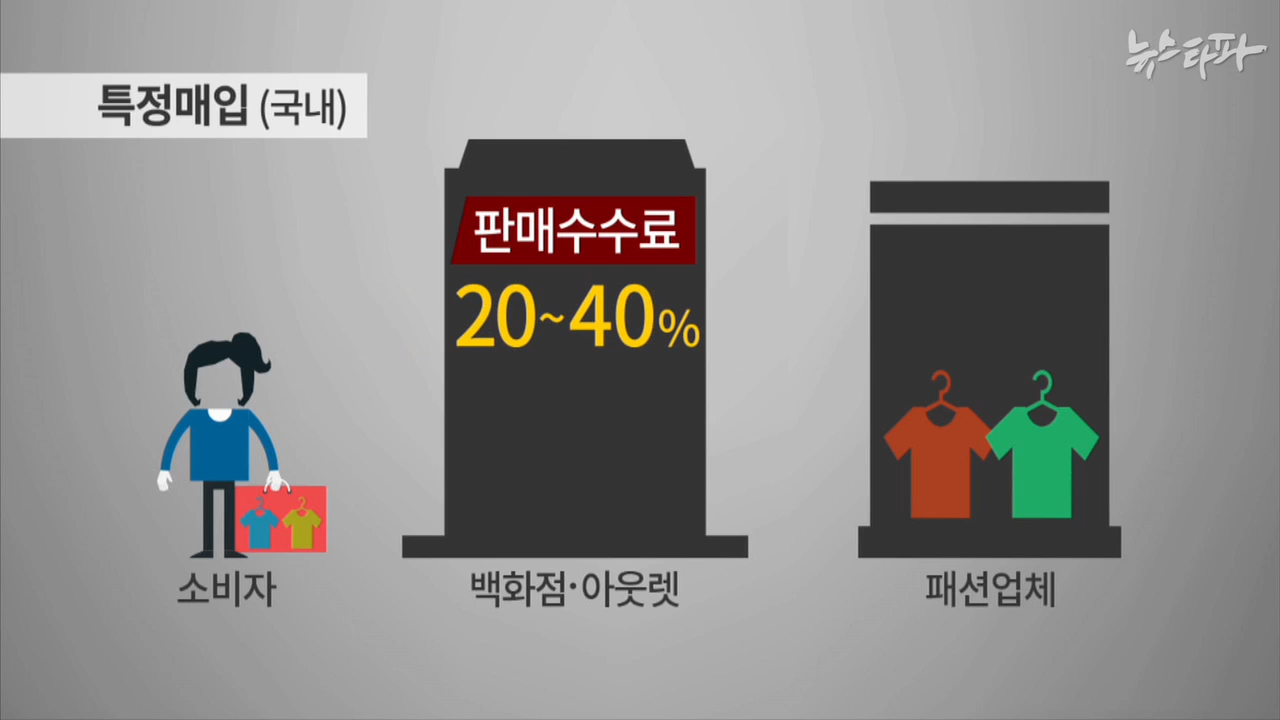 뉴스타파
특정매입 (국내)
판매수수료
20~40%
소비자
백화점·아웃렛
패션업체